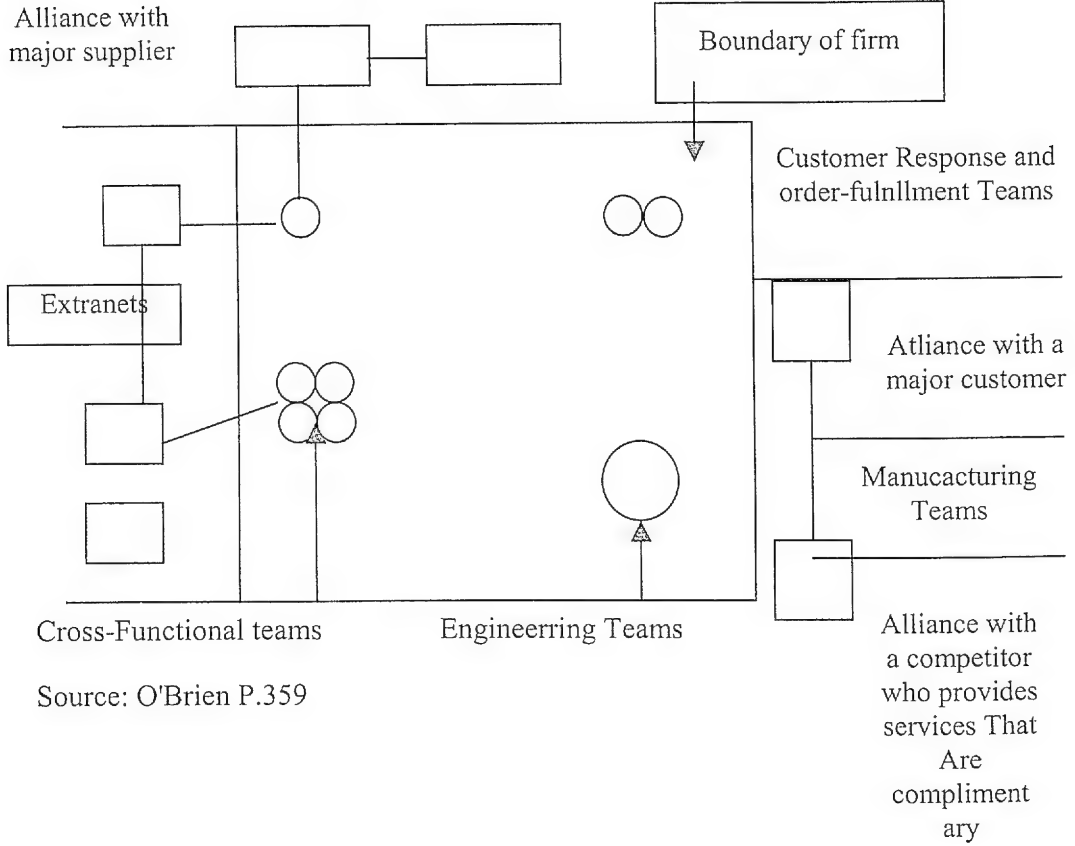 Alliance with
major supplier
Boundary of firm
Customer Response and
order-fulnllment Teams
Extranets
Atliance with a
major customer
Manucacturing
Teams
Cross-Functional teams
Engineerring Teams
Alliance with
a competitor
who provides
services That
Are
compliment
ary
Source: O'Brien P.359